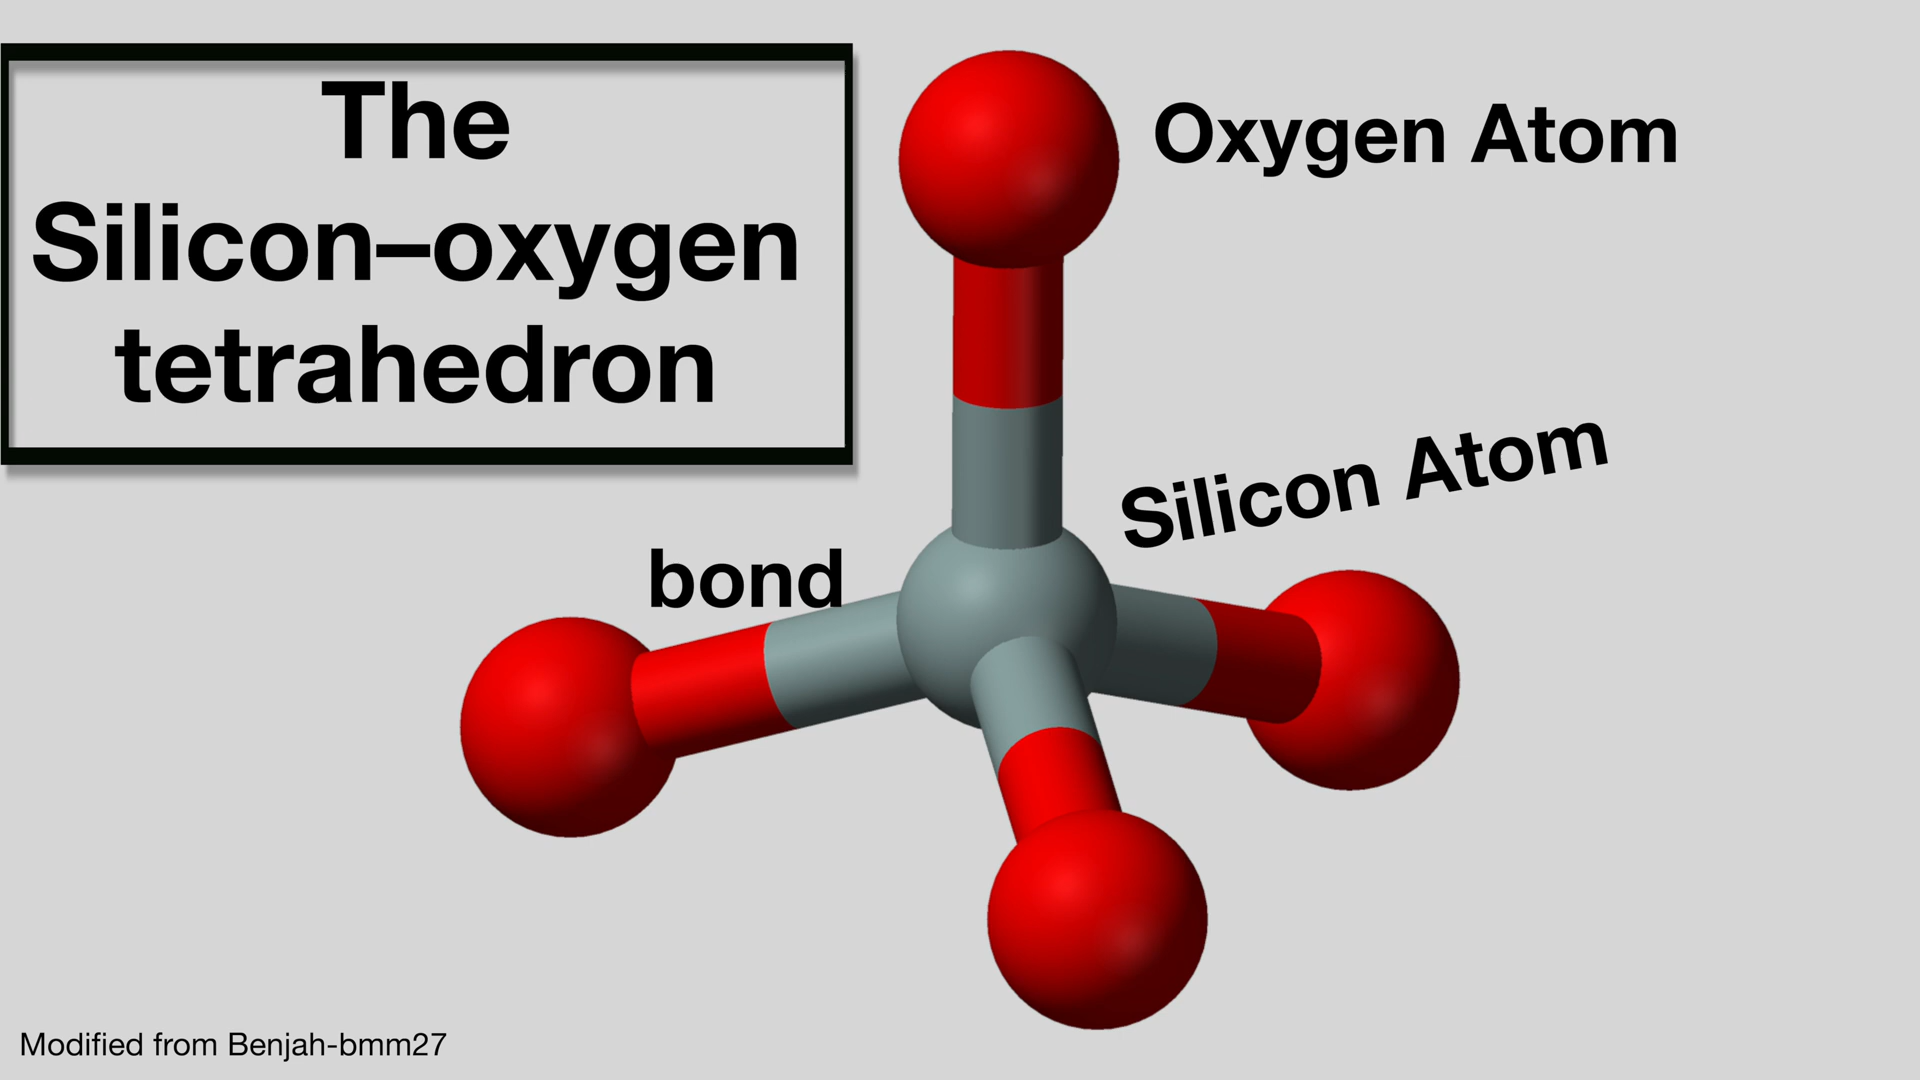 The
Silicon–oxygen
tetrahedron
Oxygen Atom
Silicon Atom
bond
Modified from Benjah-bmm27